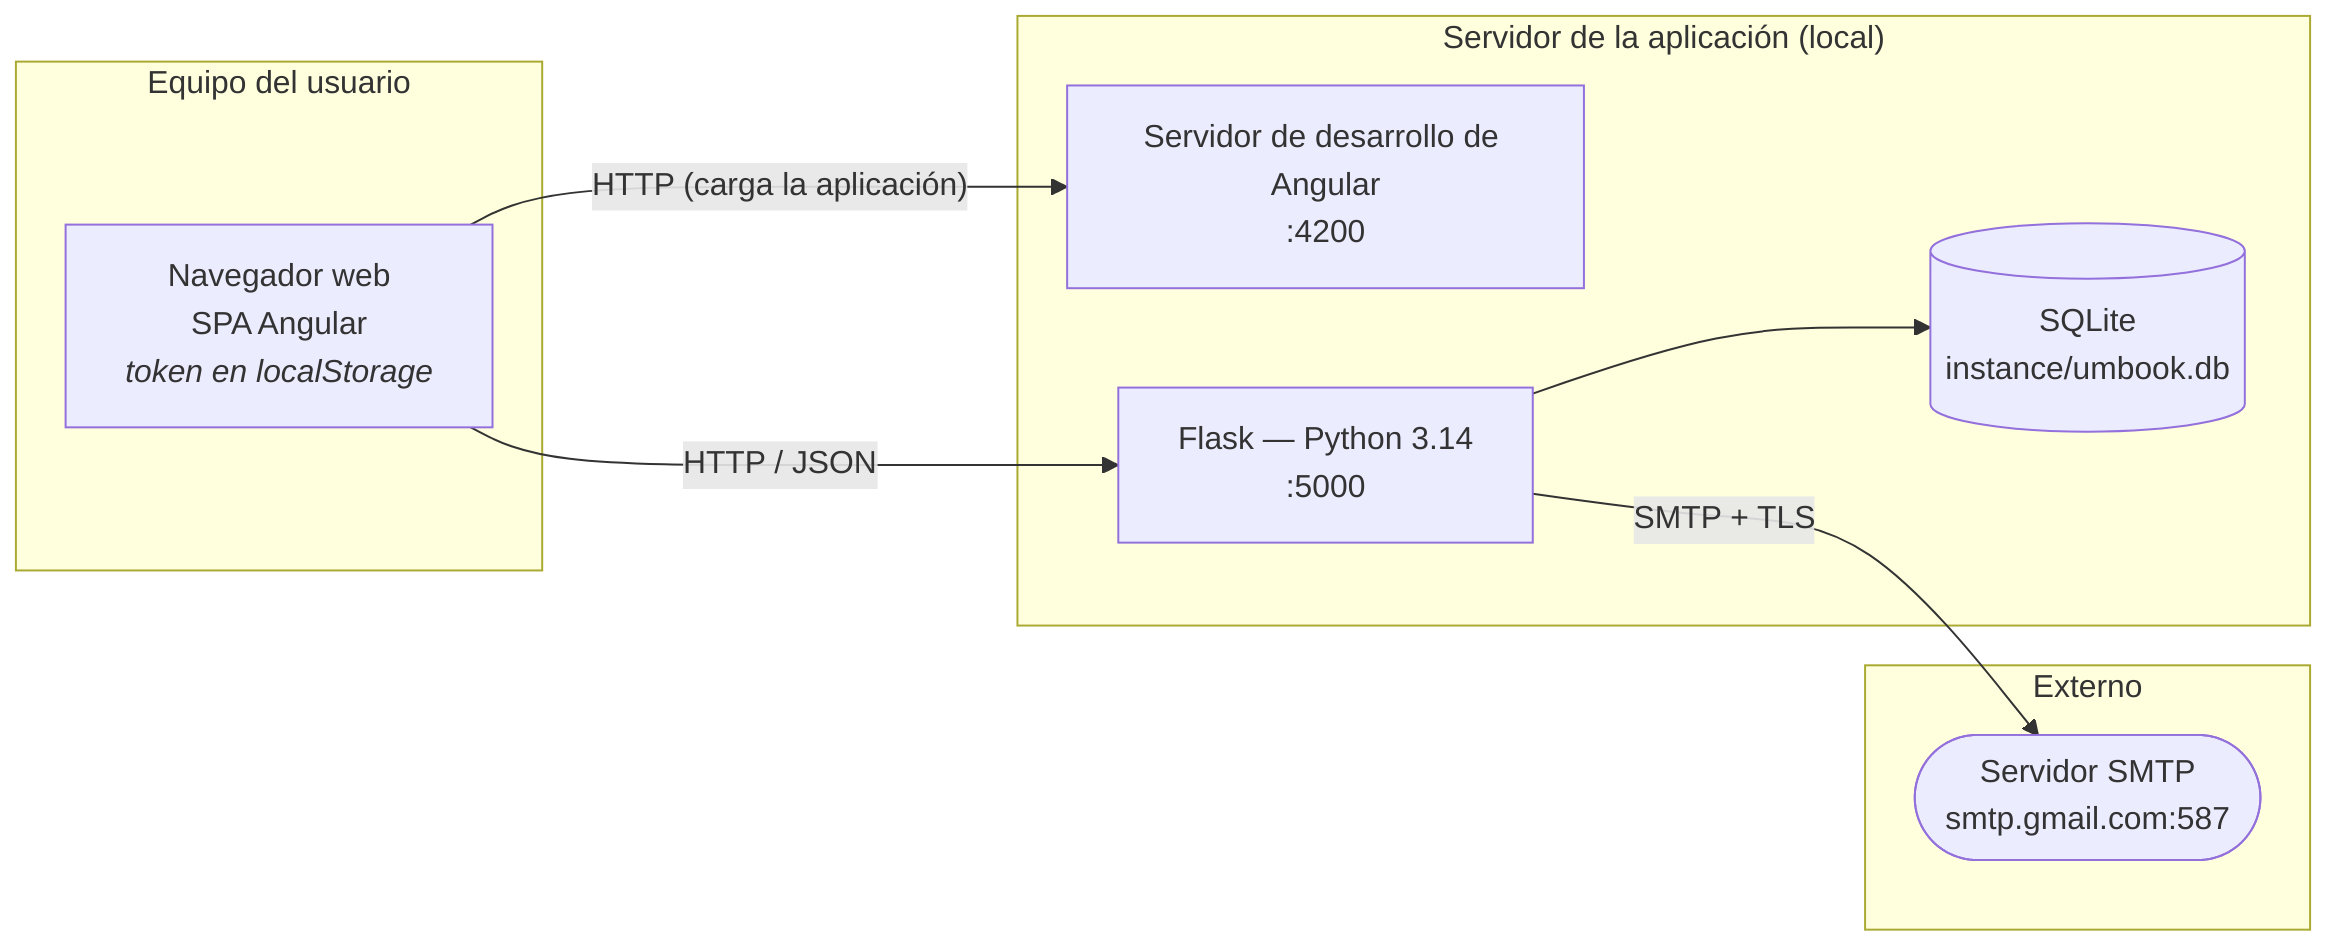 Equipo del usuario
Navegador web
SPA Angular
token en localStorage
HTTP (carga la aplicación)
HTTP / JSON
Servidor de la aplicación (local)
Servidor de desarrollo de
Angular
:4200
Flask — Python 3.14
:5000
SQLite
instance/umbook.db
SMTP + TLS
Externo
Servidor SMTP
smtp.gmail.com:587